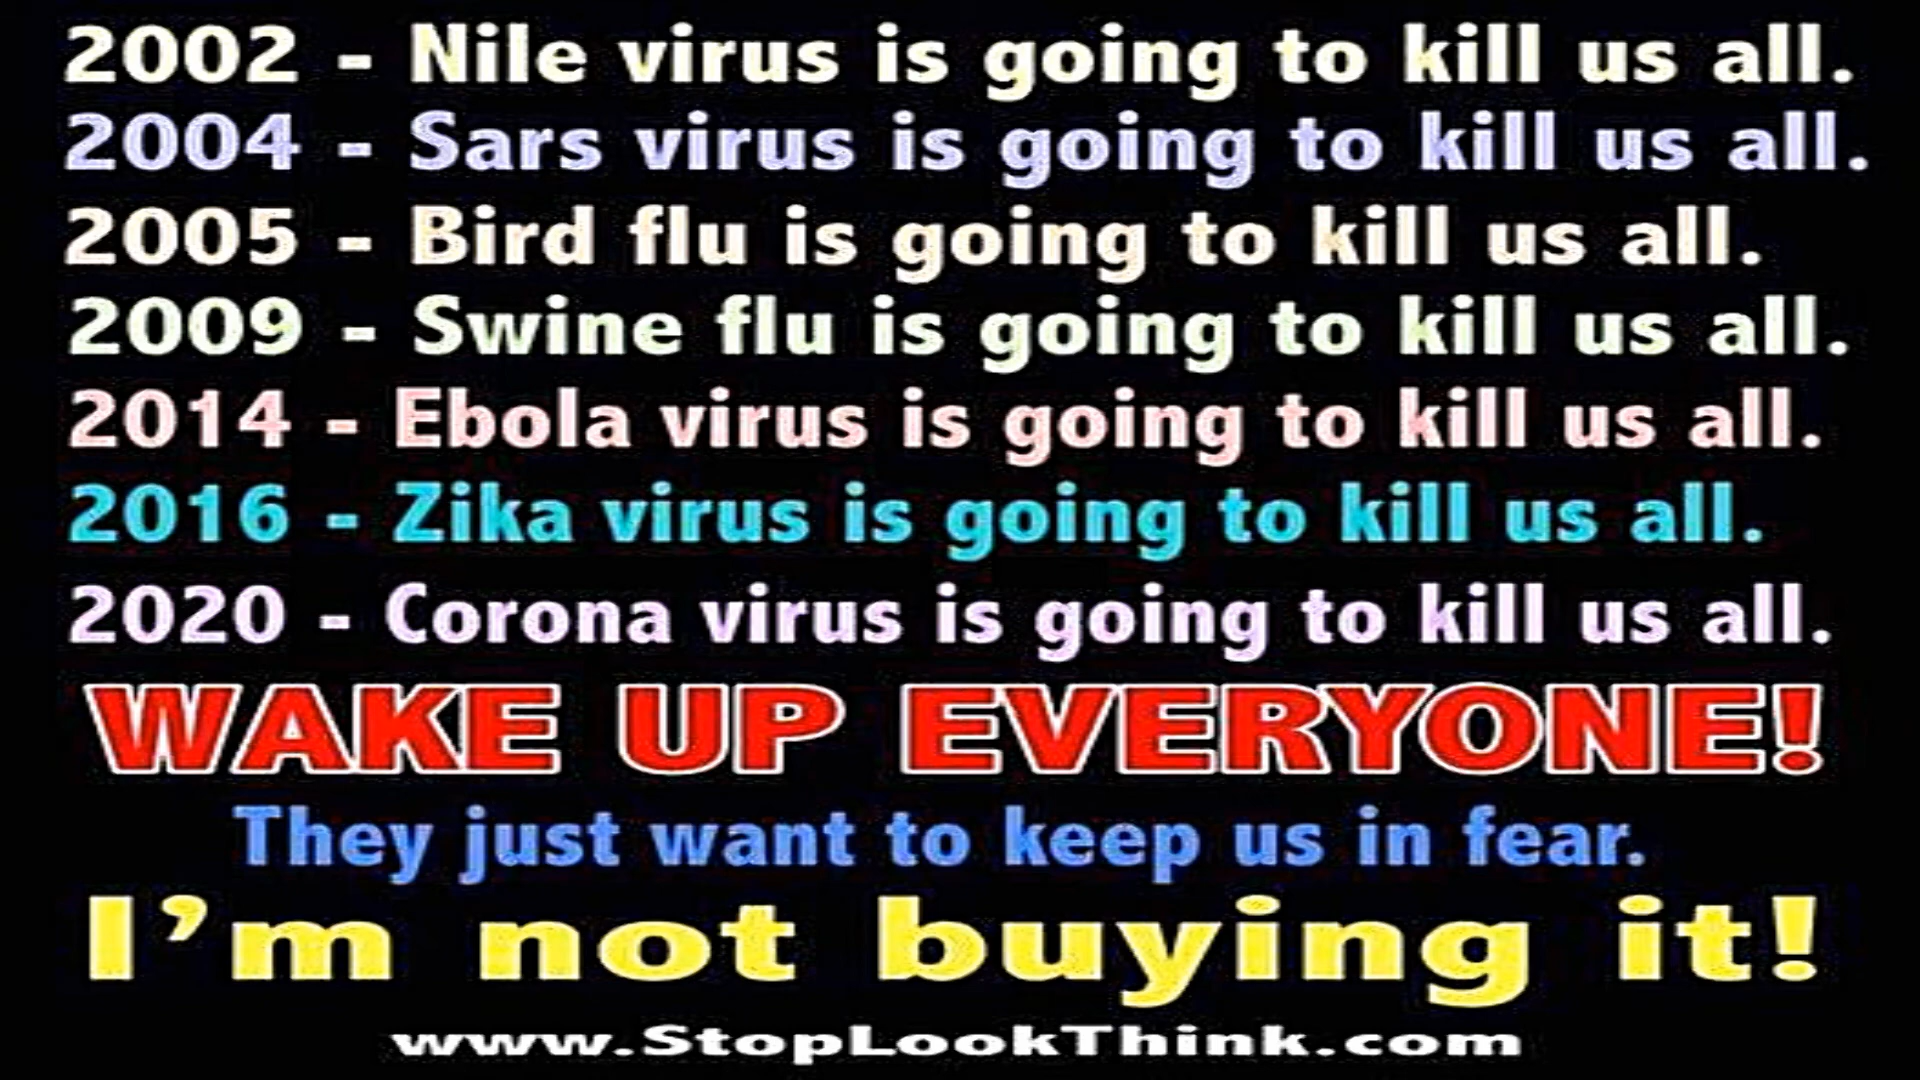 2002 - Nile virus is going to kill us all.
2004 - Sars virus is going to kill us all.
2005 - Bird flu is going to kill us all.
2009 - Swine flu is going to kill us all.
2014 - Ebola virus is going to kill us all.
2016 - Zika virus is going to kill us all.
2020 - Corona virus is going to kill us all.
WAKE UP EVERYONE!
They just want to keep us in fear.
I’m not buying it!
www.StopLookThink.com